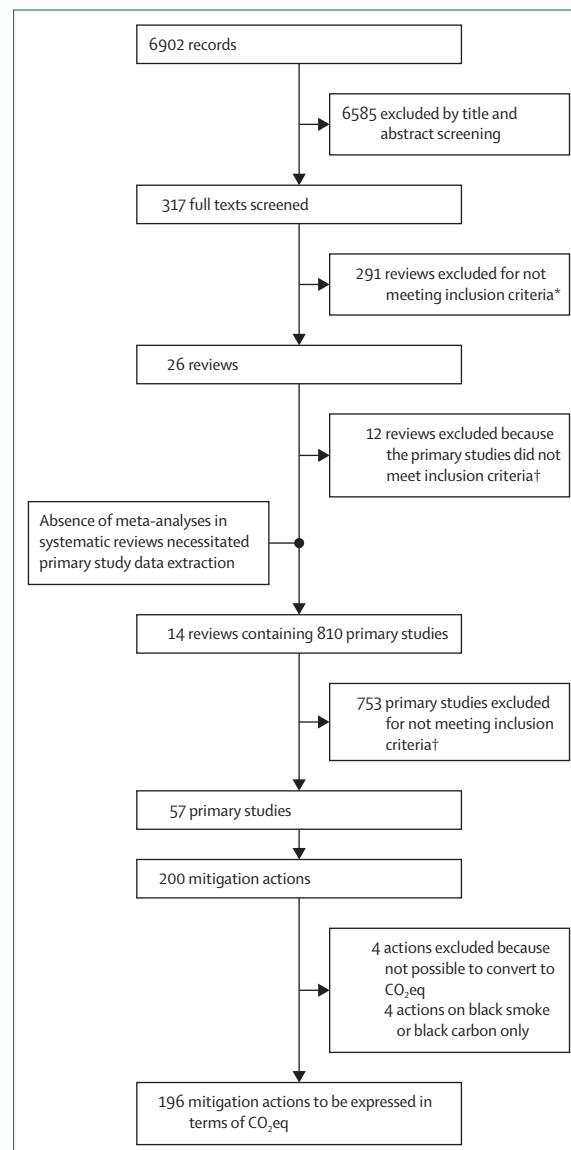 6902 records
6585 excluded by title and
abstract screening
317 full texts screened
291 reviews excluded for not
meeting inclusion criteria*
26 reviews
12 reviews excluded because
the primary studies did not
meet inclusion criteria†
Absence of meta-analyses in
systematic reviews necessitated
primary study data extraction
14 reviews containing 810 primary studies
753 primary studies excluded
for not meeting inclusion
criteria†
57 primary studies
200 mitigation actions
4 actions excluded because
not possible to convert to
CO₂eq
4 actions on black smoke
or black carbon only
196 mitigation actions to be expressed in
terms of CO₂eq